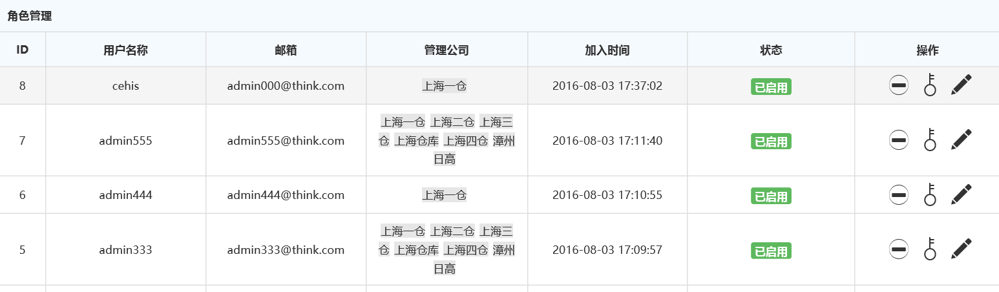 角色管理
ID 用户名称 邮箱 管理公司 加入时间 状态 操作
8 cehis admin000@think.com 上海一仓 2016-08-03 17:37:02 已启用
上海一仓 上海二仓 上海三
7 admin555 admin555@think.com 仓 上海仓库 上海四仓 漳州 2016-08-03 17:11:40 已启用
日高
6 admin444 admin444@think.com 上海一仓 2016-08-03 17:10:55 已启用
上海一仓 上海二仓 上海三
5 admin333 admin333@think.com 仓 上海仓库 上海四仓 漳州 2016-08-03 17:09:57 已启用
日高